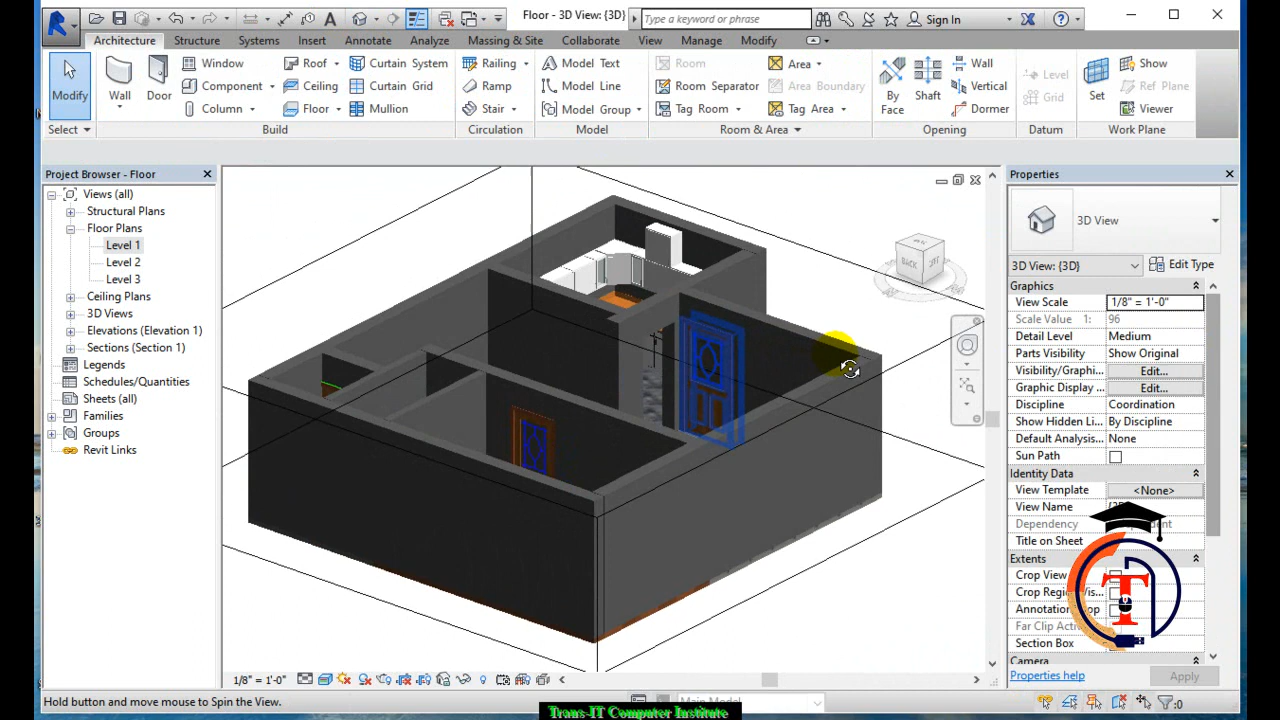 Floor - 3D View: {3D}
Type a keyword or phrase
Sign In
Architecture Structure Systems Insert Annotate Analyze Massing & Site Collaborate View Manage Modify
Modify
Select
Wall
Door
Window
Component
Column
Roof
Ceiling
Floor
Curtain System
Curtain Grid
Mullion
Build
Railing
Ramp
Stair
Circulation
Model Text
Model Line
Model Group
Model
Room
Room Separator
Tag Room
Area
Area Boundary
Tag Area
Room & Area
By Face
Shaft
Wall
Vertical
Dormer
Opening
Level
Grid
Datum
Set
Show
Ref Plane
Viewer
Work Plane
Project Browser - Floor
Views (all)
Structural Plans
Floor Plans
Level 1
Level 2
Level 3
Ceiling Plans
3D Views
Elevations (Elevation 1)
Sections (Section 1)
Legends
Schedules/Quantities
Sheets (all)
Families
Groups
Revit Links
BACK
Properties
3D View
3D View: {3D} Edit Type
Graphics
View Scale 1/8" = 1'-0"
Scale Value 1: 96
Detail Level Medium
Parts Visibility Show Original
Visibility/Graphi... Edit...
Graphic Display ... Edit...
Discipline Coordination
Show Hidden Li... By Discipline
Default Analysis... None
Sun Path
Identity Data
View Template <None>
View Name
Dependency
Title on Sheet
Extents
Crop View
Crop Region
Annotation Crop
Far Clip Acti
Section Box
Camera
Properties help Apply
1/8" = 1'-0"
Hold button and move mouse to Spin the View.
Main Model
:0
Trans-IT Computer Institute